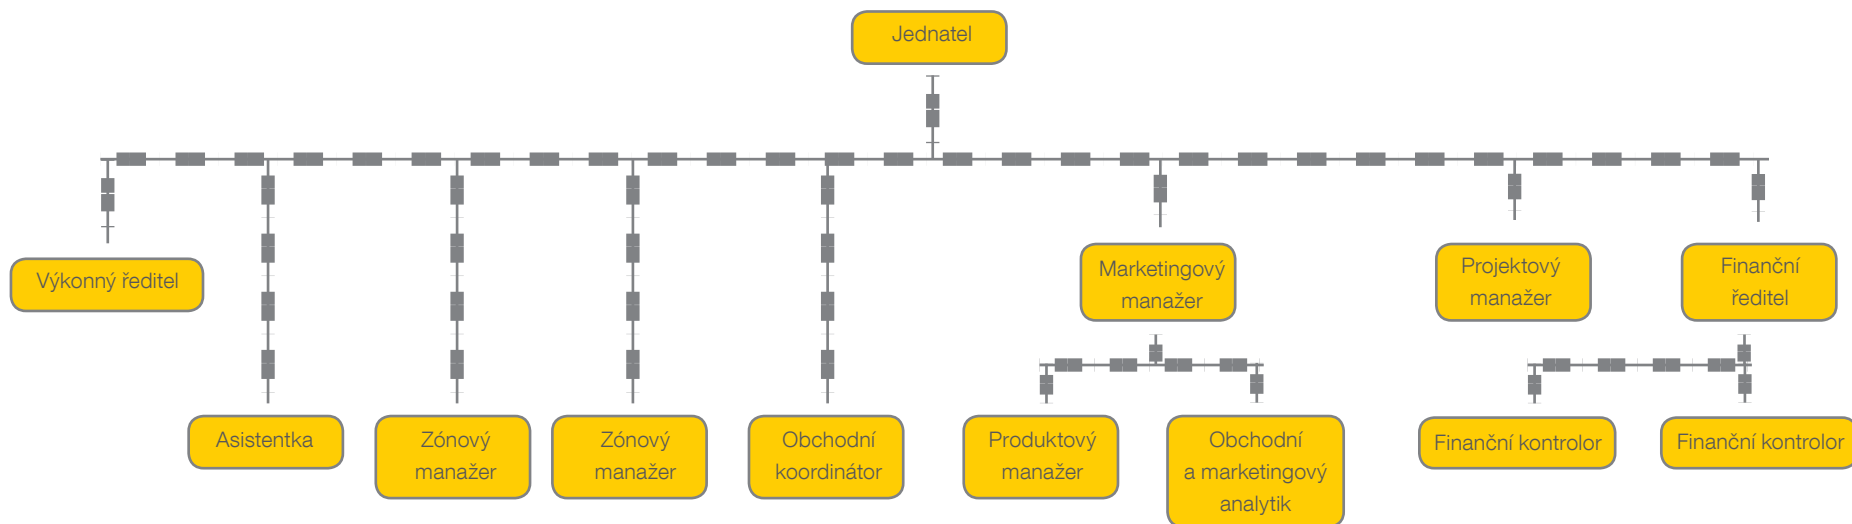 Jednatel
Výkonný ředitel
Marketingový
manažer
Projektový
manažer
Finanční
ředitel
Asistentka
Zónový
manažer
Zónový
manažer
Obchodní
koordinátor
Produktový
manažer
Obchodní
a marketingový
analytik
Finanční kontrolor
Finanční kontrolor